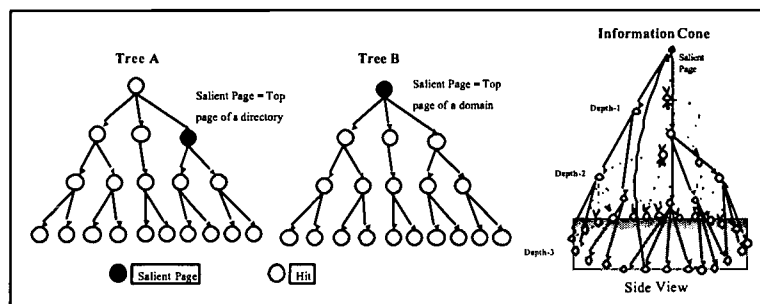 Tree A
Salient Page = Top
page of a directory
Tree B
Salient Page = Top
page of a domain
Information Cone
Salient
Page
Depth-1
Depth-2
Depth-3
Side View
Salient Page
Hit